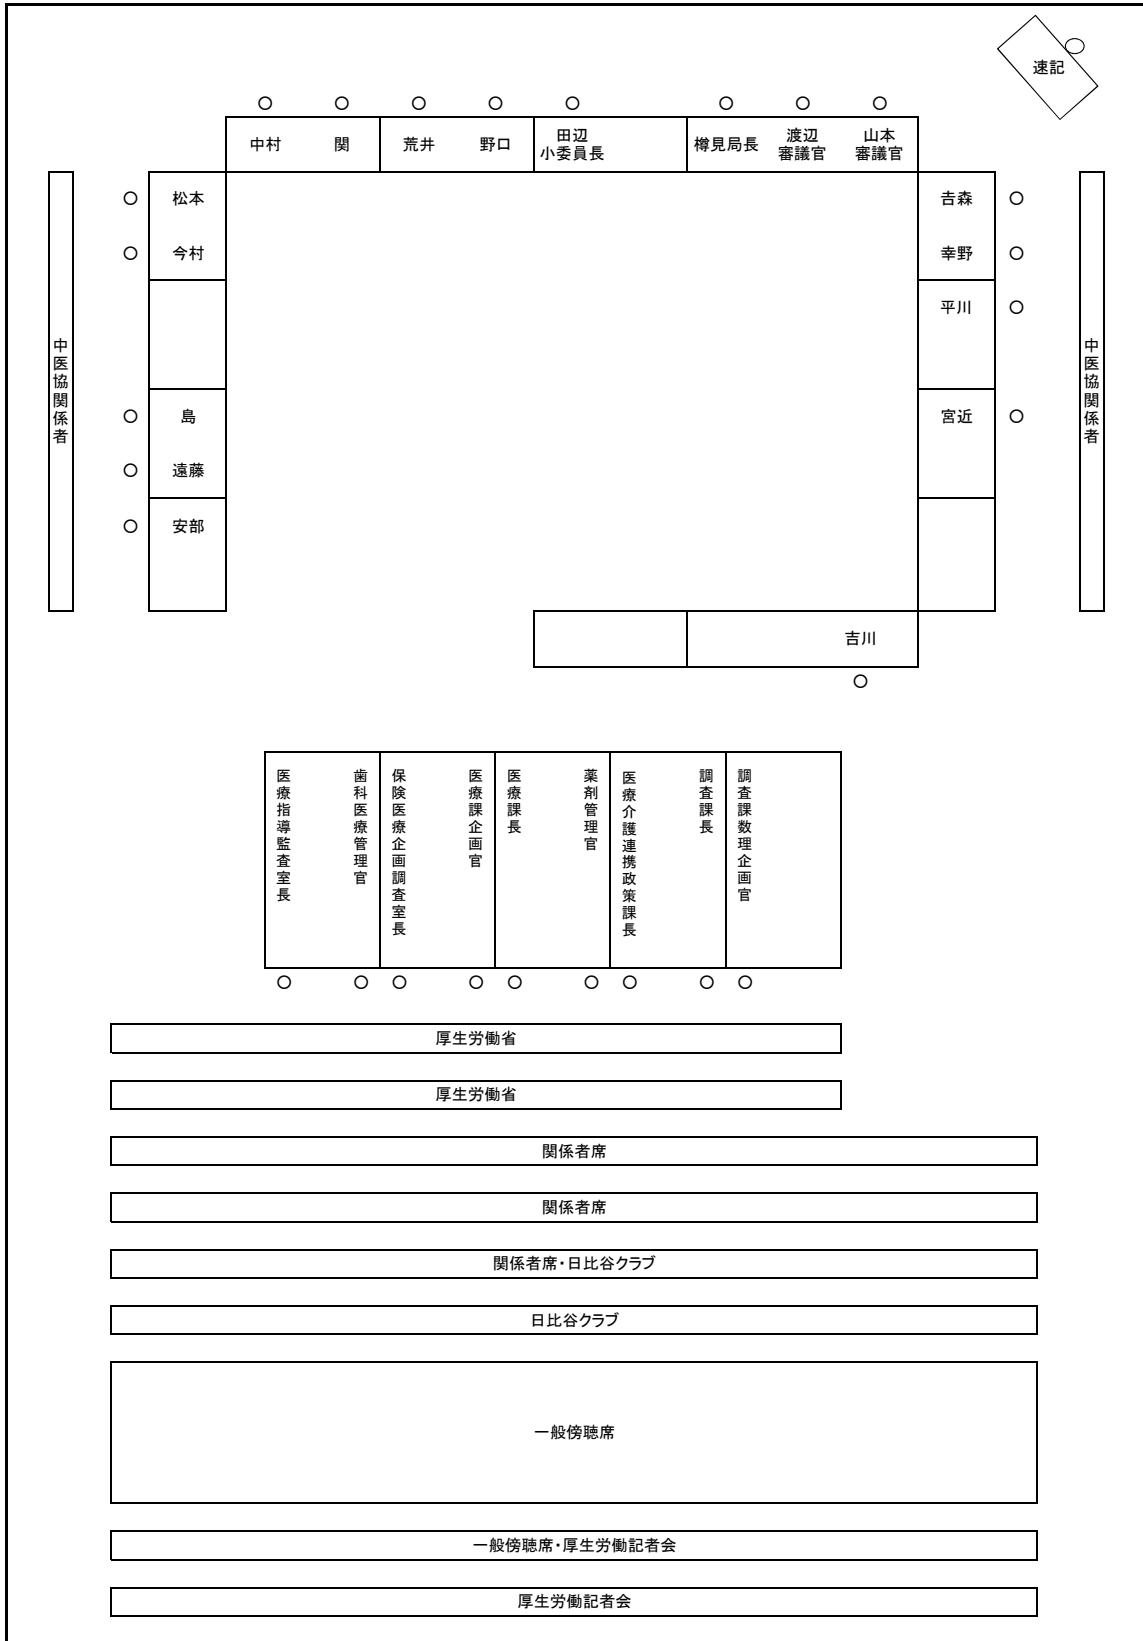 速記
中村
関
荒井
野口
田辺
小委員長
樽見局長
渡辺
審議官
山本
審議官
松本
今村
島
遠藤
安部
𠮷森
幸野
平川
宮近
中医協関係者
中医協関係者
吉川
医療指導監査室長
歯科医療管理官
保険医療企画調査室長
医療課企画官
医療課長
薬剤管理官
医療介護連携政策課長
調査課長
調査課数理企画官
厚生労働省
厚生労働省
関係者席
関係者席
関係者席・日比谷クラブ
日比谷クラブ
一般傍聴席
一般傍聴席・厚生労働記者会
厚生労働記者会